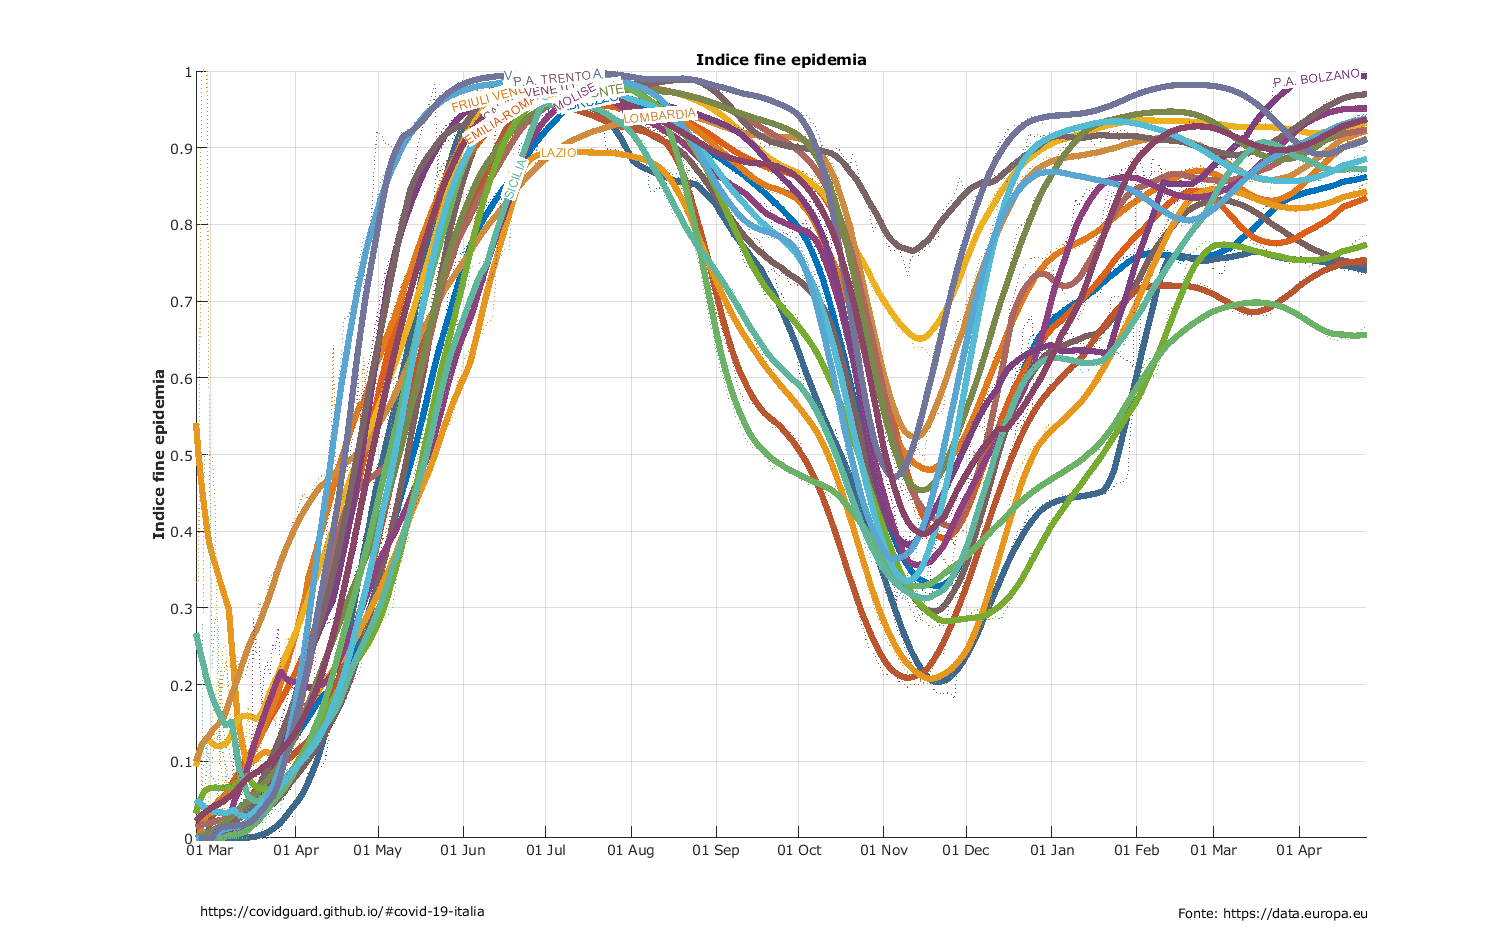 Indice fine epidemia
Indice fine epidemia
1
0.9
0.8
0.7
0.6
0.5
0.4
0.3
0.2
0.1
0
P.A. TRENTO
P.A. BOLZANO
FRIULI VENE
VENETO
MOLISE
EMILIA-ROMA
LOMBARDIA
LAZIO
SICILIA
01 Mar 01 Apr 01 May 01 Jun 01 Jul 01 Aug 01 Sep 01 Oct 01 Nov 01 Dec 01 Jan 01 Feb 01 Mar 01 Apr
https://covidguard.github.io/#covid-19-italia
Fonte: https://data.europa.eu